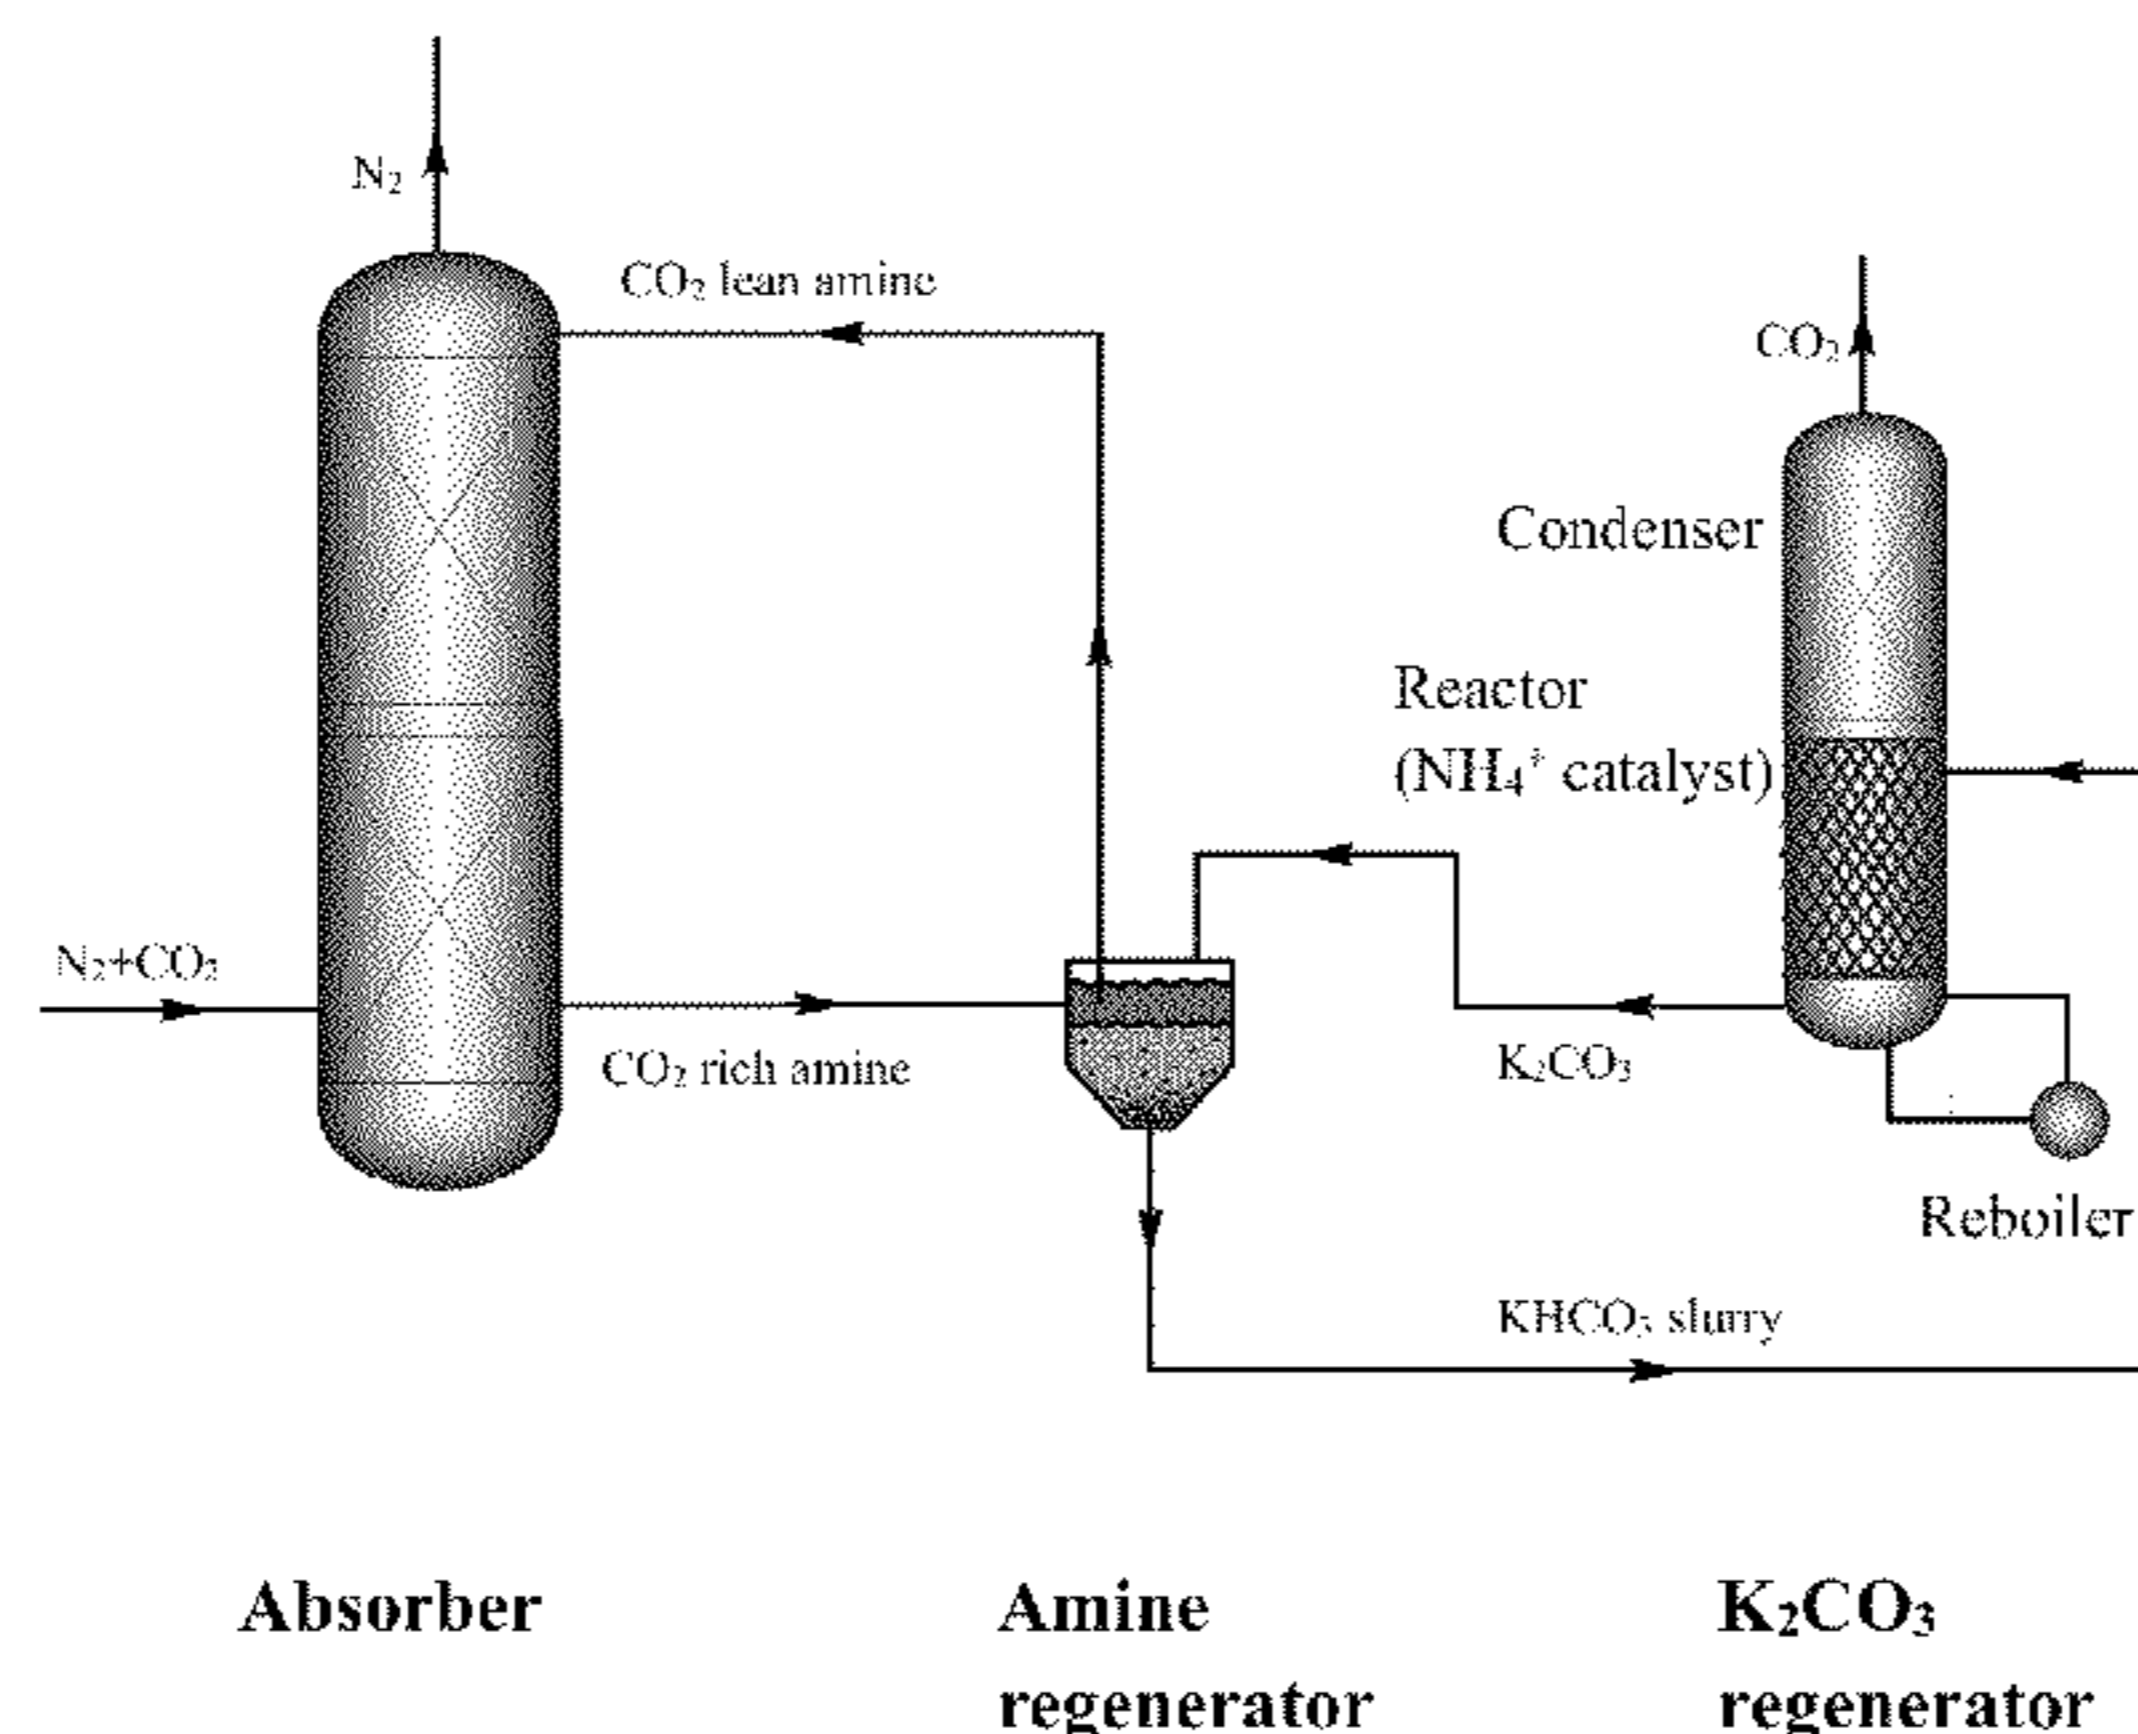 N₂
CO₂ lean amine
CO₂
Condenser
Reactor
(NH₄⁺ catalyst)
N₂+CO₂
CO₂ rich amine
K₂CO₃
Reboiler
KHCO₃ slurry
Absorber
Amine
regenerator
K₂CO₃
regenerator